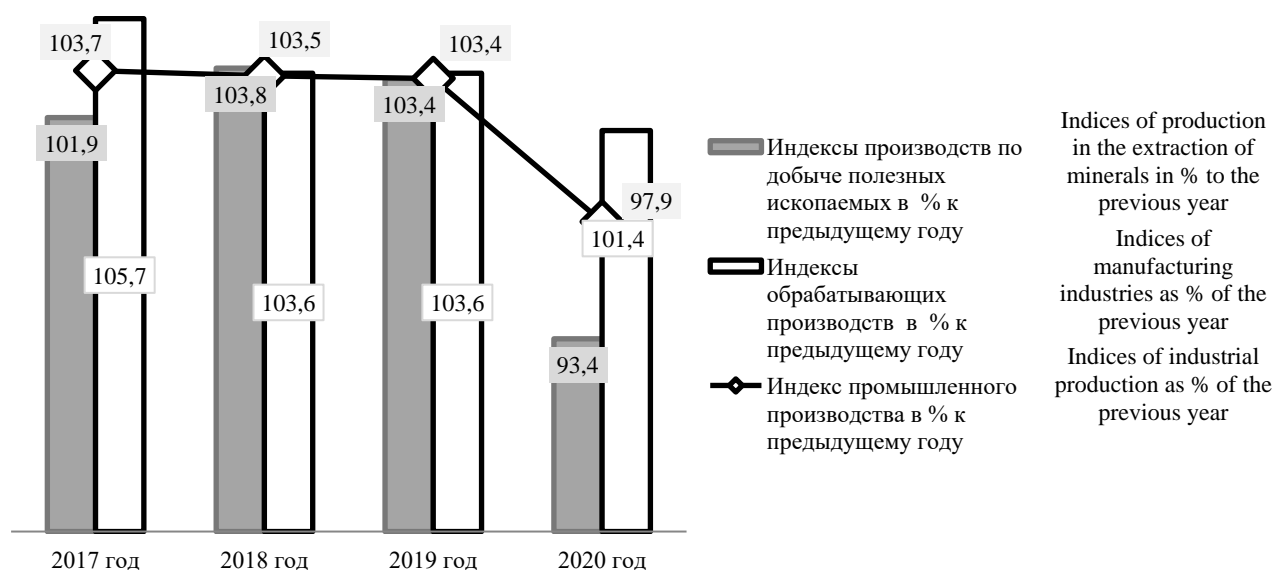 103,7
103,5
103,4
101,9
103,8
103,4
97,9
101,4
105,7
103,6
103,6
93,4
2017 год
2018 год
2019 год
2020 год
Индексы производств по
добыче полезных
ископаемых в % к
предыдущему году
Индексы
обрабатывающих
производств в % к
предыдущему году
Индекс промышленного
производства в % к
предыдущему году
Indices of production
in the extraction of
minerals in % to the
previous year
Indices of
manufacturing
industries as % of the
previous year
Indices of industrial
production as % of the
previous year